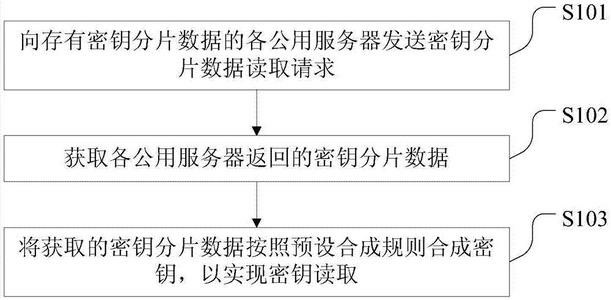 S101
向存有密钥分片数据的各公用服务器发送密钥分
片数据读取请求
S102
获取各公用服务器返回的密钥分片数据
S103
将获取的密钥分片数据按照预设合成规则合成密
钥，以实现密钥读取